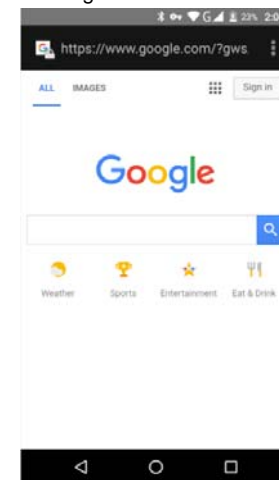 23% 2:0
https://www.google.com/?gws
ALL IMAGES Sign in
Google
Weather Sports Entertainment Eat & Drink